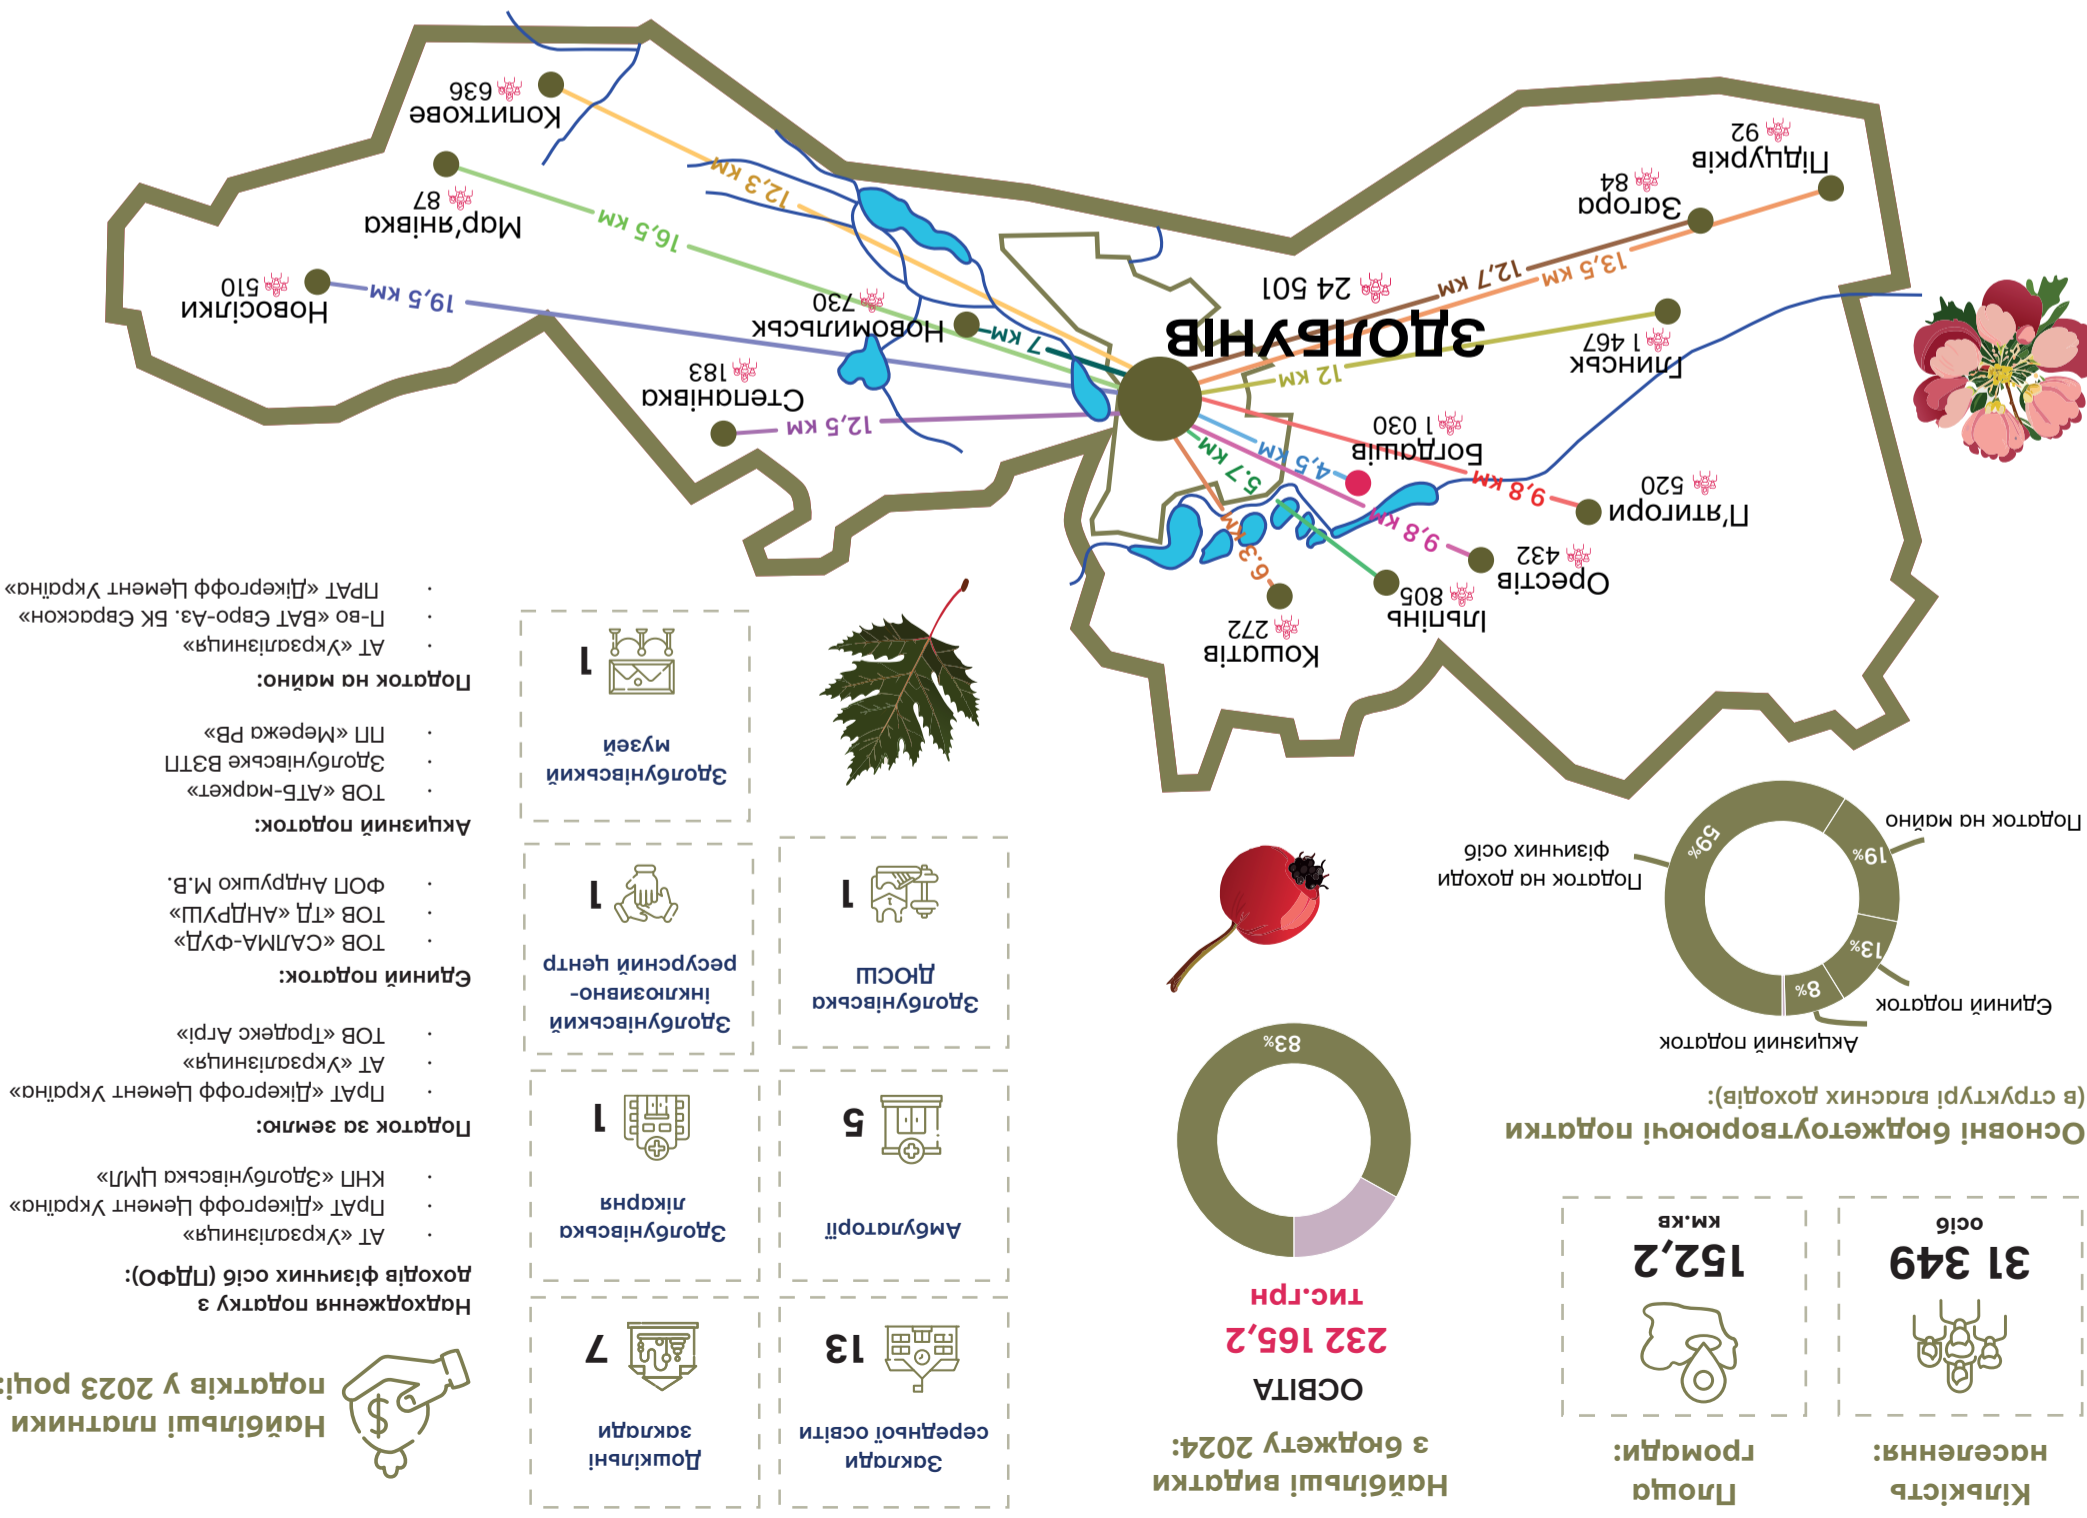 Кількість
населення:
31 349
осіб
Площа
громади:
152,2
км.кв
Основні бюджетоутворюючі податки
(в структурі власних доходів):
Акцизний податок
8%
Єдиний податок
13%
Податок на майно
19%
Податок на доходи
фізичних осіб
59%
Найбільші видатки
з бюджету 2024:
ОСВІТА
232 165,2
тис.грн
83%
Заклади
середньої освіти
13
Дошкільні
заклади
7
Амбулаторії
5
Здолбунівська
лікарня
1
Здолбунівська
ДЮСШ
1
Здолбунівський
інклюзивно-
ресурсний центр
1
Здолбунівський
музей
1
Найбільші платники
податків у 2023 році:
Надходження податку з
доходів фізичних осіб (ПДФО):
· АТ «Укрзалізниця»
· ПрАТ «Дікергофф Цемент Україна»
· КНП «Здолбунівська ЦМЛ»
Податок за землю:
· ПрАТ «Дікергофф Цемент Україна»
· АТ «Укрзалізниця»
· ТОВ «Традекс Агрі»
Єдиний податок:
· ТОВ «САЛМА-ФУД»
· ТОВ «ТД «АНДРУШ»
· ФОП Андрушко М.В.
Акцизний податок:
· ТОВ «АТБ-маркет»
· Здолбунівське ВЗТП
· ПП «Мережа РВ»
Податок на майно:
· АТ «Укрзалізниця»
· П-во «ВАТ Євро-Аз. БК Євраскон»
· ПРАТ «Дікергофф Цемент Україна»
Кошатів
272
6.3 км
Ільпінь
805
5.7 км
Орестів
432
9,8 км
П'ятигори
520
9,8 км
Богдашів
1 030
4,5 км
Глинськ
1 467
12 км
ЗДОЛБУНІВ
24 501
Загора
84
12,7 км
Підцурків
92
13,5 км
Степанівка
183
12,5 км
Новомильськ
730
7 км
Новосілки
510
19,5 км
Мар'янівка
87
16,5 км
Копиткове
636
12,3 км